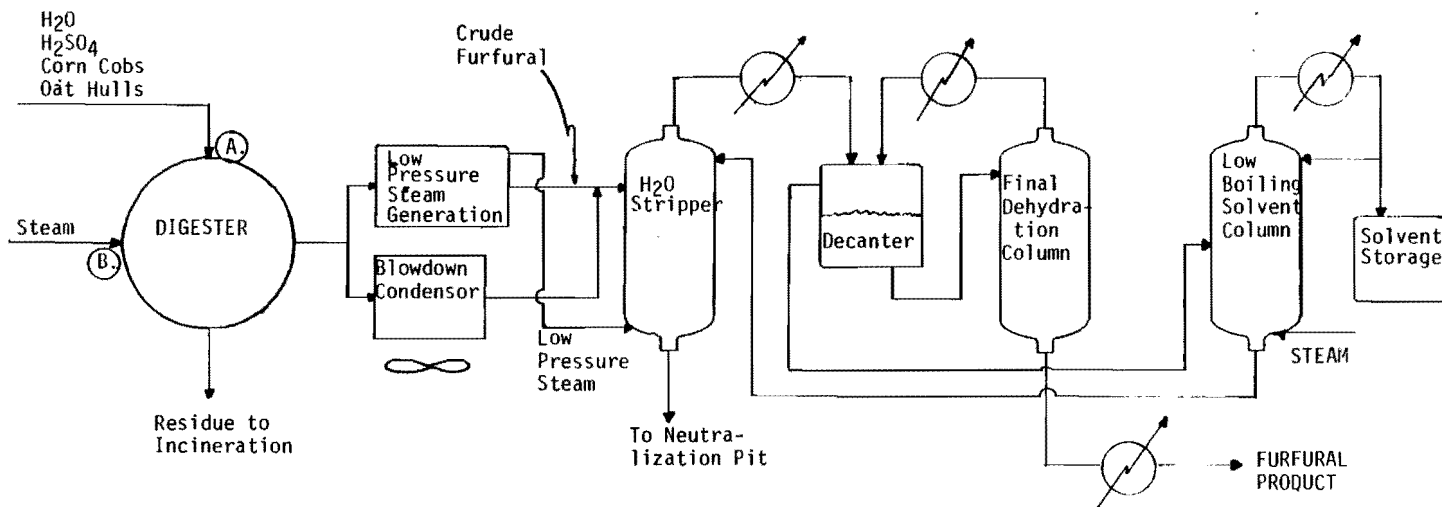 H2O
H2SO4
Corn Cobs
Oat Hulls
A.
Steam
B.
DIGESTER
Residue to
Incineration
Low
Pressure
Steam
Generation
Blowdown
Condensor
Crude
Furfural
Low
Pressure
Steam
H2O
Stripper
To Neutra-
lization Pit
Decanter
Final
Dehydra-
tion
Column
Low
Boiling
Solvent
Column
Solvent
Storage
STEAM
FURFURAL
PRODUCT